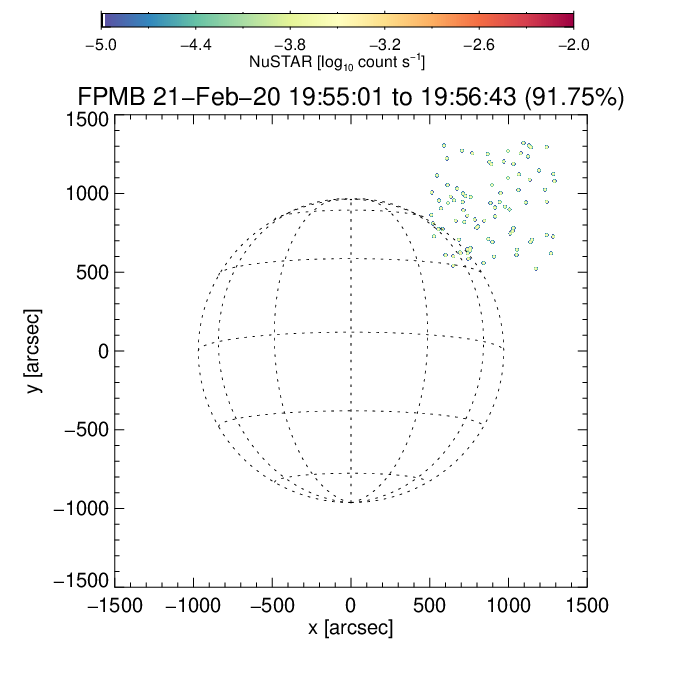 −5.0 −4.4 −3.8 −3.2 −2.6 −2.0
NuSTAR [log10 count s−1]
FPMB 21−Feb−20 19:55:01 to 19:56:43 (91.75%)
1500
1000
500
0
−500
−1000
−1500
y [arcsec]
−1500 −1000 −500 0 500 1000 1500
x [arcsec]